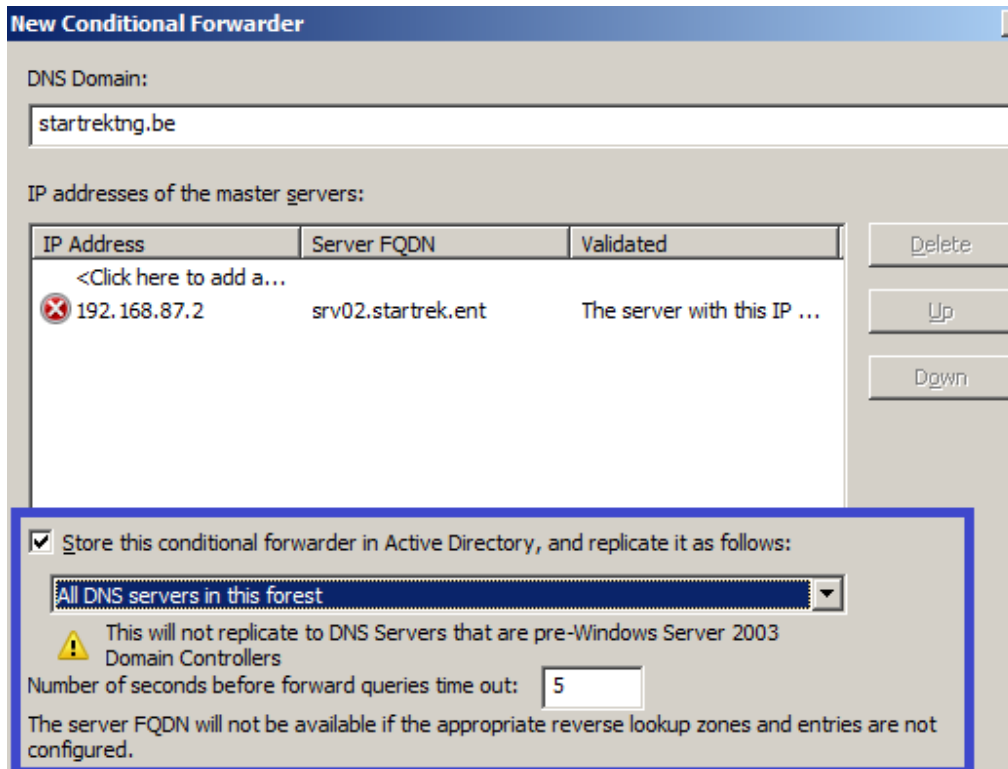 New Conditional Forwarder
DNS Domain:
startrektng.be
IP addresses of the master servers:
IP Address Server FQDN Validated
<Click here to add a...
192.168.87.2 srv02.startrek.ent The server with this IP ...
Delete
Up
Down
Store this conditional forwarder in Active Directory, and replicate it as follows:
All DNS servers in this forest
This will not replicate to DNS Servers that are pre-Windows Server 2003
Domain Controllers
Number of seconds before forward queries time out: 5
The server FQDN will not be available if the appropriate reverse lookup zones and entries are not
configured.